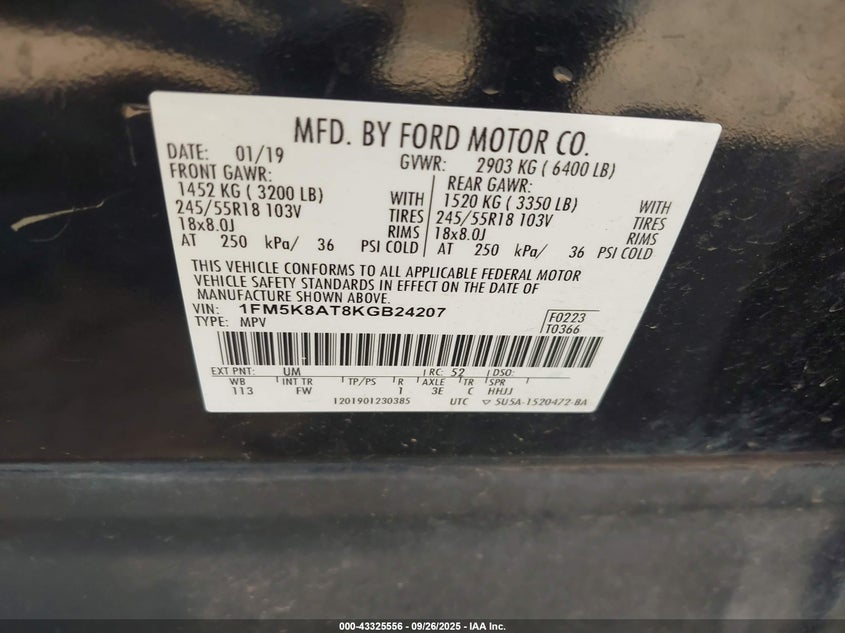 MFD. BY FORD MOTOR CO.
DATE: 01/19 GVWR: 2903 KG ( 6400 LB)
FRONT GAWR: REAR GAWR:
1452 KG ( 3200 LB) WITH 1520 KG ( 3350 LB) WITH
245/55R18 103V TIRES 245/55R18 103V TIRES
18x8.0J RIMS 18x8.0J RIMS
AT 250 kPa/ 36 PSI COLD AT 250 kPa/ 36 PSI COLD
THIS VEHICLE CONFORMS TO ALL APPLICABLE FEDERAL MOTOR
VEHICLE SAFETY STANDARDS IN EFFECT ON THE DATE OF
MANUFACTURE SHOWN ABOVE.
VIN: 1FM5K8AT8KGB24207 F0223
TYPE: MPV T0366
EXT PNT: UM RC: 52 DSO:
WB INT TR TP/PS R AXLE TR SPR
113 FW 1 3E C HHJJ
1201901230385 UTC ▽ 5U5A-1520472-BA
000-43325556 — 09/26/2025 — IAA Inc.